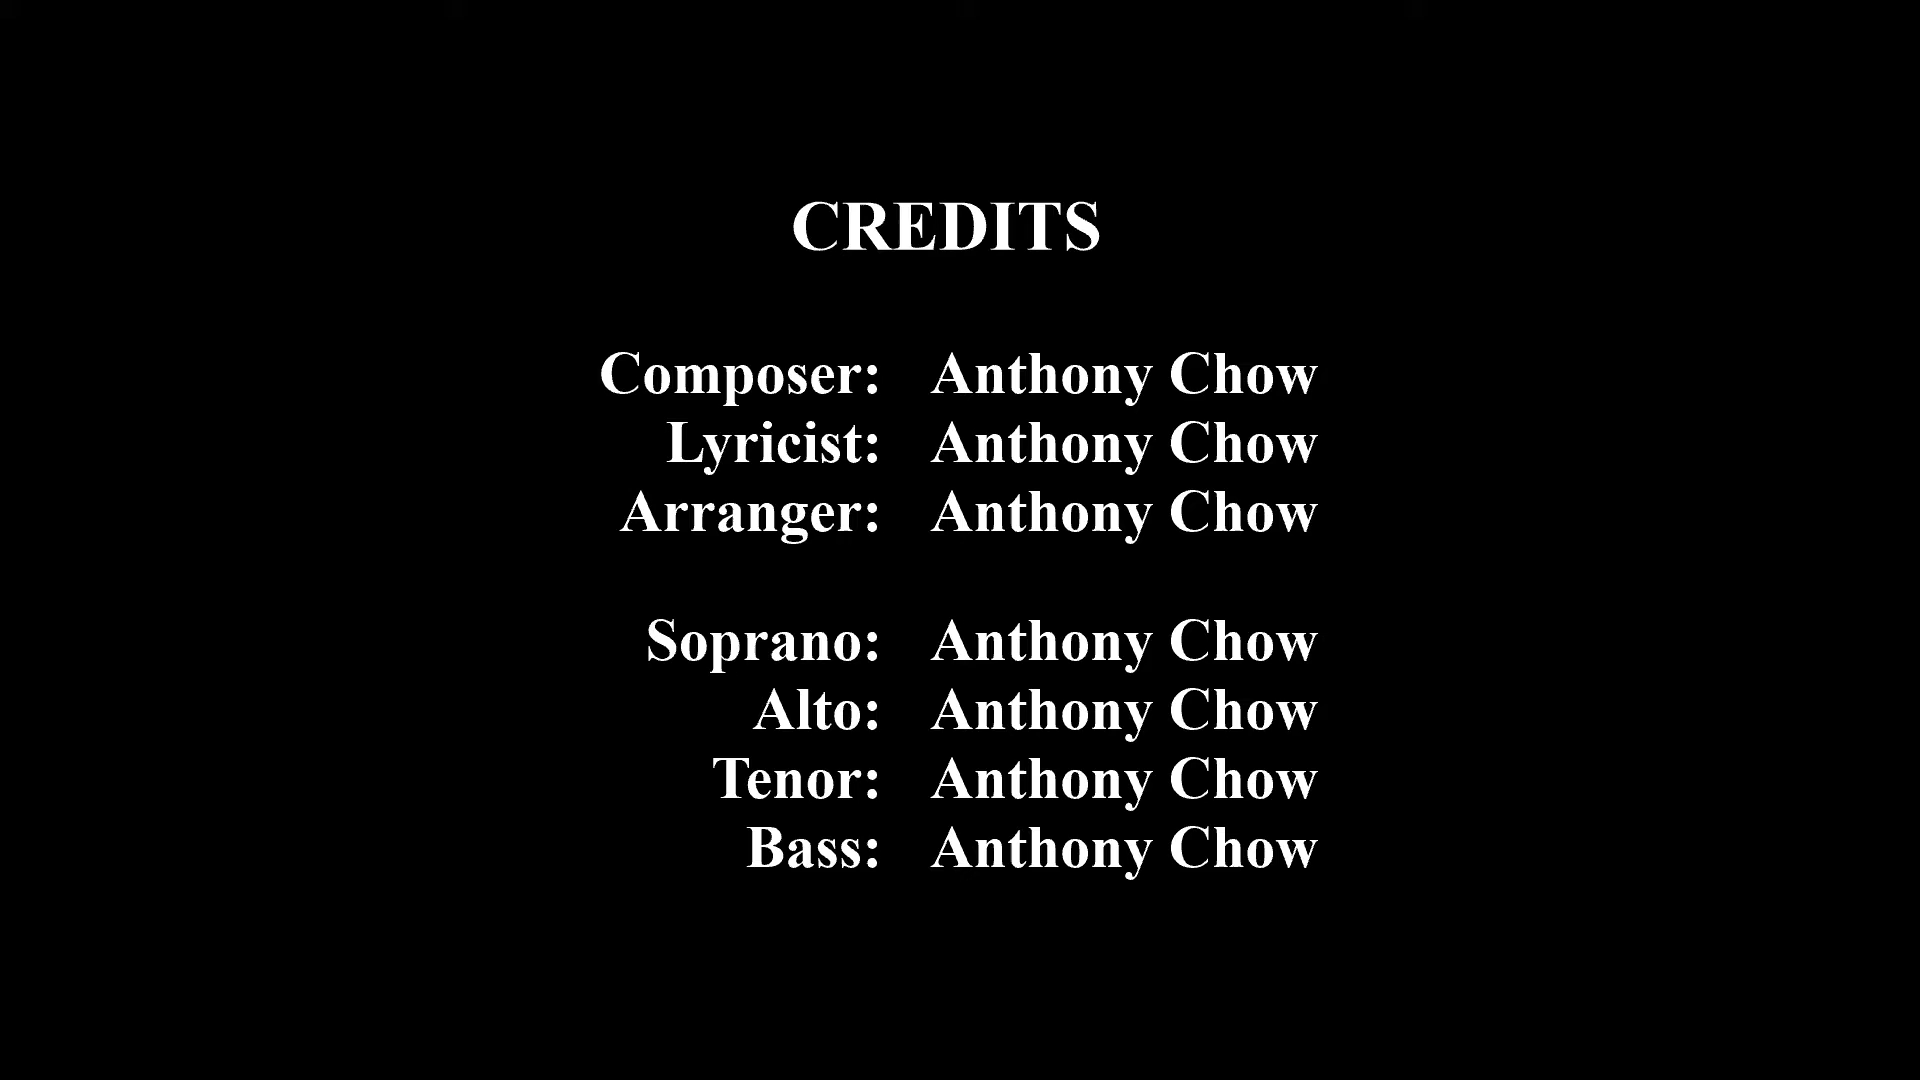 CREDITS
Composer: Anthony Chow
Lyricist: Anthony Chow
Arranger: Anthony Chow
Soprano: Anthony Chow
Alto: Anthony Chow
Tenor: Anthony Chow
Bass: Anthony Chow